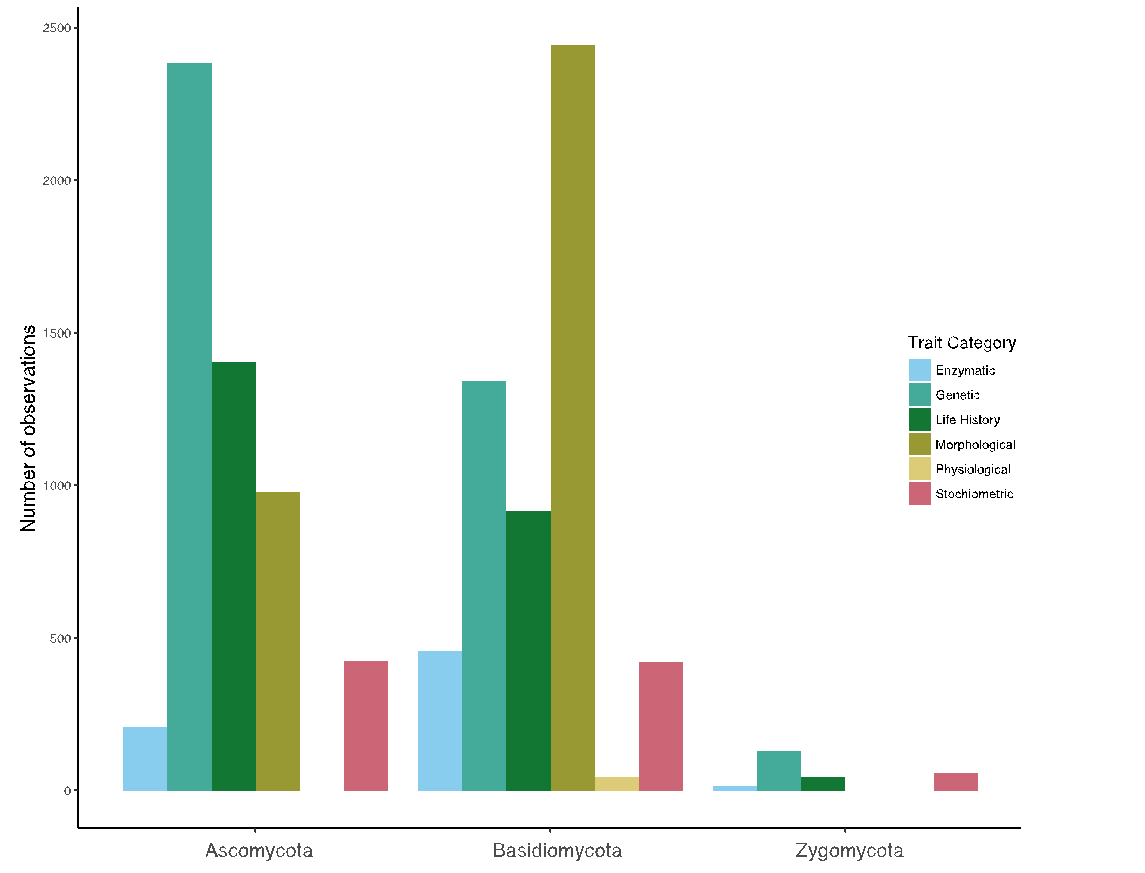 2500
2000
1500
1000
500
0
Number of observations
Ascomycota
Basidiomycota
Zygomycota
Trait Category
Enzymatic
Genetic
Life History
Morphological
Physiological
Stochiometric